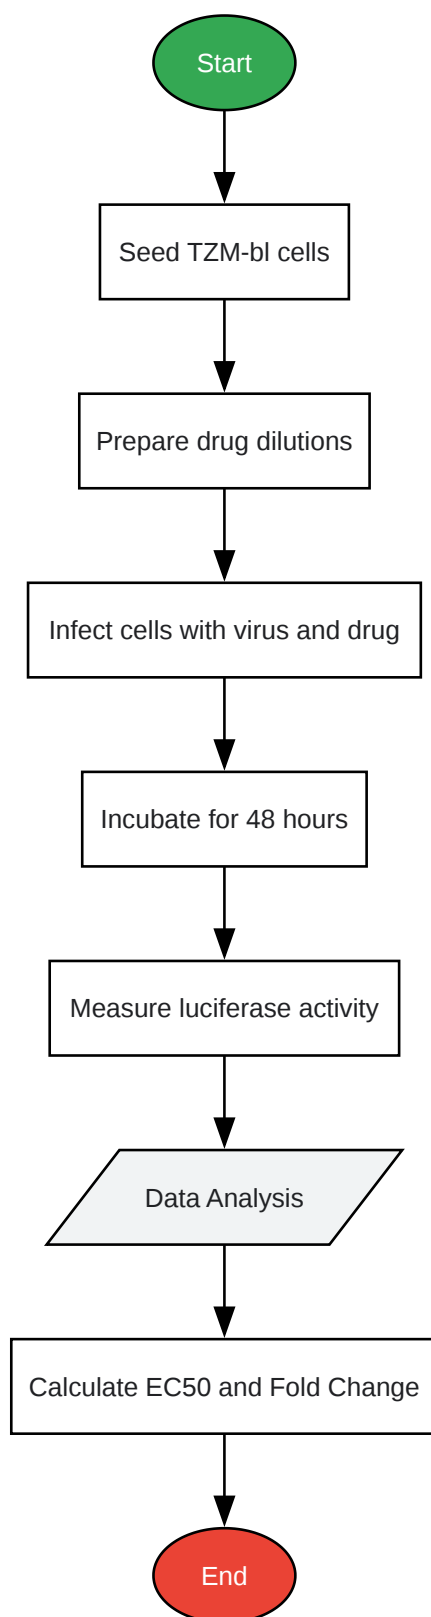 Start
Seed TZM-bl cells
Prepare drug dilutions
Infect cells with virus and drug
Incubate for 48 hours
Measure luciferase activity
Data Analysis
Calculate EC50 and Fold Change
End